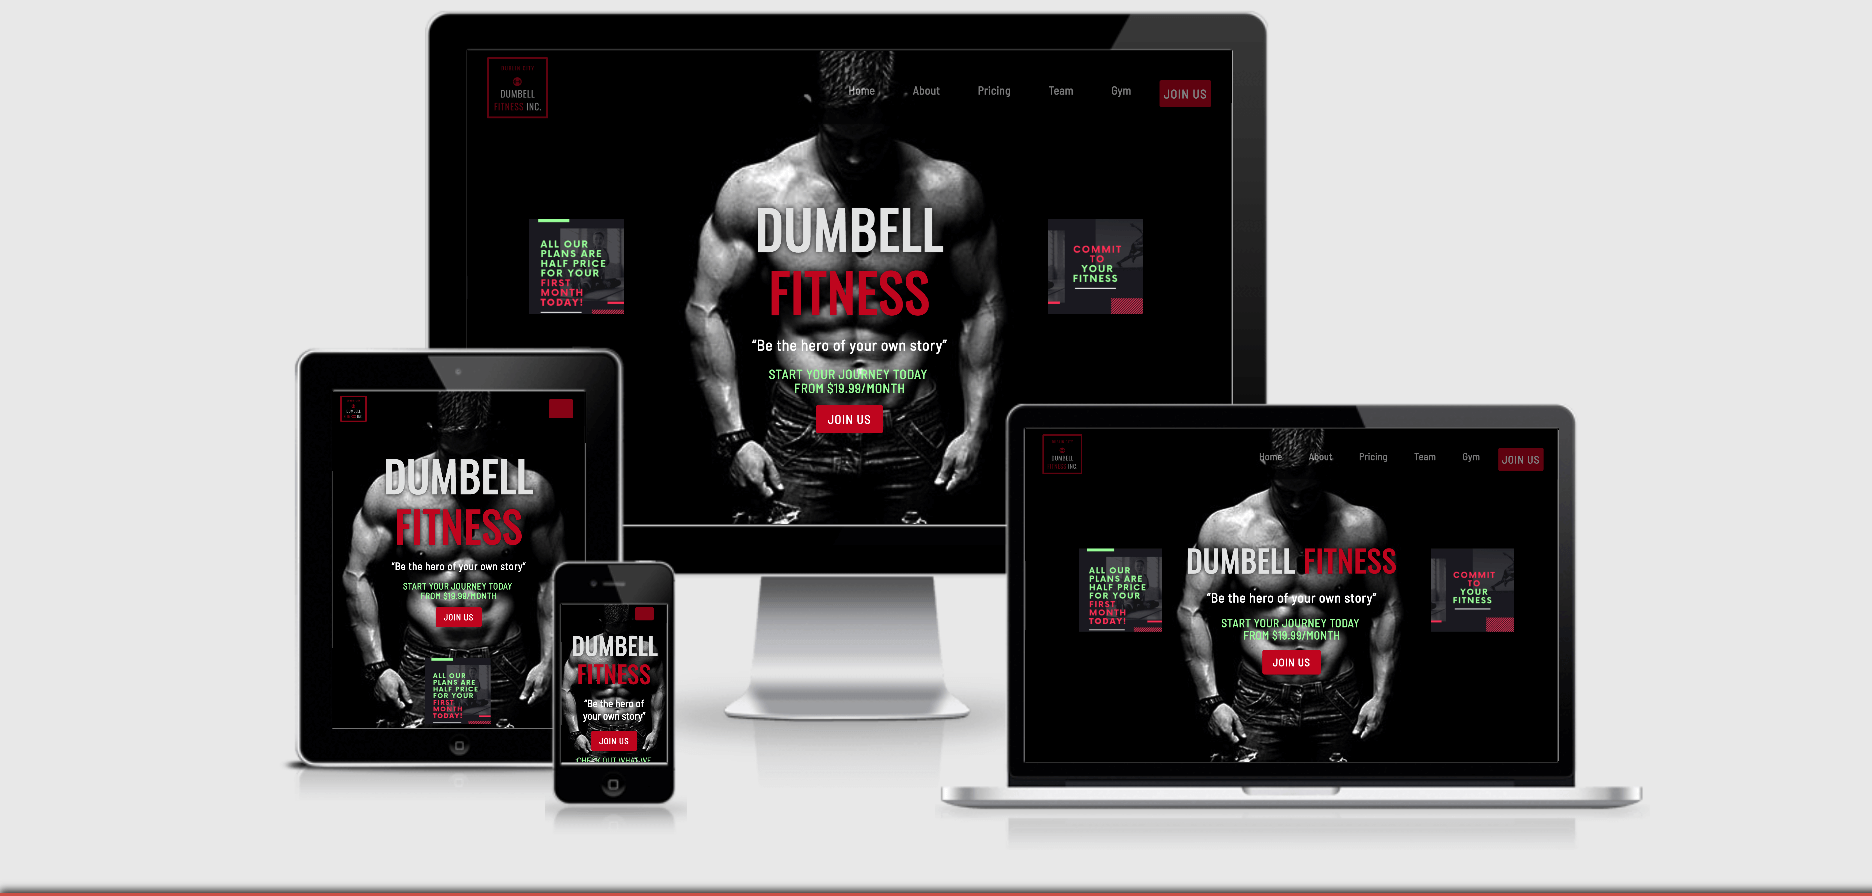 DUMBELL
FITNESS INC.
Home About Pricing Team Gym JOIN US
ALL OUR
PLANS ARE
HALF PRICE
FOR YOUR
FIRST
MONTH
TODAY!
DUMBELL
FITNESS
“Be the hero of your own story”
START YOUR JOURNEY TODAY
FROM $19.99/MONTH
JOIN US
COMMIT
TO
YOUR
FITNESS
DUMBELL
FITNESS
“Be the hero of your own story”
START YOUR JOURNEY TODAY
FROM $19.99/MONTH
JOIN US
ALL OUR
PLANS ARE
HALF PRICE
FOR YOUR
FIRST
MONTH
TODAY!
DUMBELL
FITNESS
“Be the hero of
your own story”
JOIN US
CHECK OUT WHAT WE
DUMBELL
FITNESS INC.
Home About Pricing Team Gym JOIN US
ALL OUR
PLANS ARE
HALF PRICE
FOR YOUR
FIRST
MONTH
TODAY!
DUMBELL FITNESS
“Be the hero of your own story”
START YOUR JOURNEY TODAY
FROM $19.99/MONTH
JOIN US
COMMIT
TO
YOUR
FITNESS